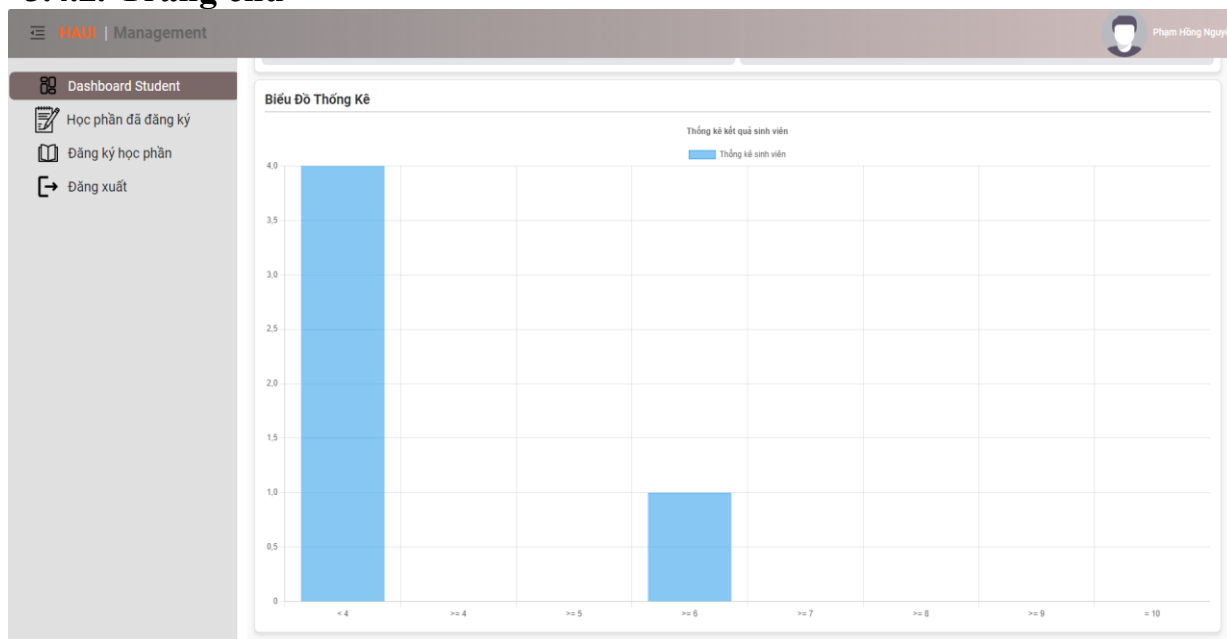 HAUI | Management
Phạm Hồng
Dashboard Student
Học phần đã đăng ký
Đăng ký học phần
Đăng xuất
Biểu Đồ Thống Kê
Thống kê kết quả sinh viên
Thống kê sinh viên
4,0
3,5
3,0
2,5
2,0
1,5
1,0
0,5
0
< 4 >= 4 >= 5 >= 6 >= 7 >= 8 >= 9 = 10